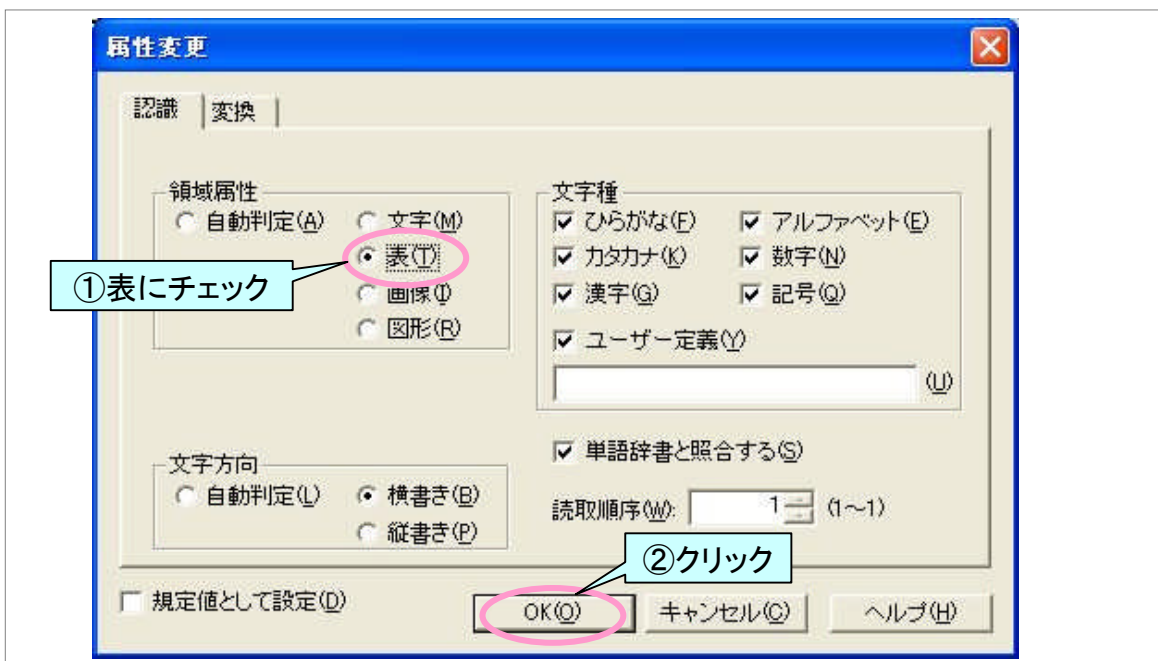 属性変更
認識 変換
領域属性
自動判定(A) 文字(M)
表(T)
画像(I)
図形(R)
①表にチェック
文字種
ひらがな(F) アルファベット(E)
カタカナ(K) 数字(N)
漢字(G) 記号(Q)
ユーザー定義(Y)
(U)
文字方向
自動判定(L) 横書き(B)
縦書き(P)
単語辞書と照合する(S)
読取順序(W): 1 (1～1)
②クリック
規定値として設定(D)
OK(O) キャンセル(C) ヘルプ(H)